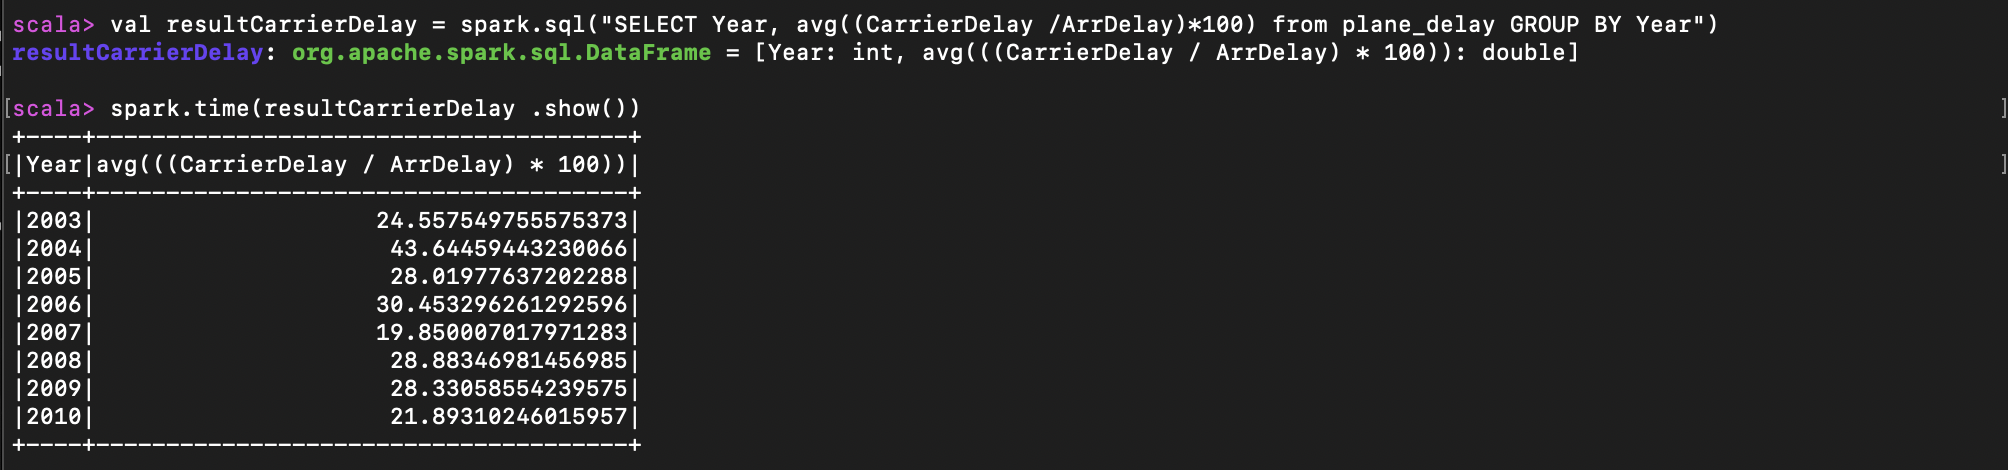 scala> val resultCarrierDelay = spark.sql("SELECT Year, avg((CarrierDelay /ArrDelay)*100) from plane_delay GROUP BY Year")
resultCarrierDelay: org.apache.spark.sql.DataFrame = [Year: int, avg(((CarrierDelay / ArrDelay) * 100)): double]
[scala> spark.time(resultCarrierDelay .show()) ]
+----+--------------------------------------+
[|Year|avg(((CarrierDelay / ArrDelay) * 100))| ]
+----+--------------------------------------+
|2003|                    24.557549755575373|
|2004|                     43.64459443230066|
|2005|                     28.01977637202288|
|2006|                    30.453296261292596|
|2007|                    19.850007017971283|
|2008|                     28.88346981456985|
|2009|                     28.33058554239575|
|2010|                     21.89310246015957|
+----+--------------------------------------+